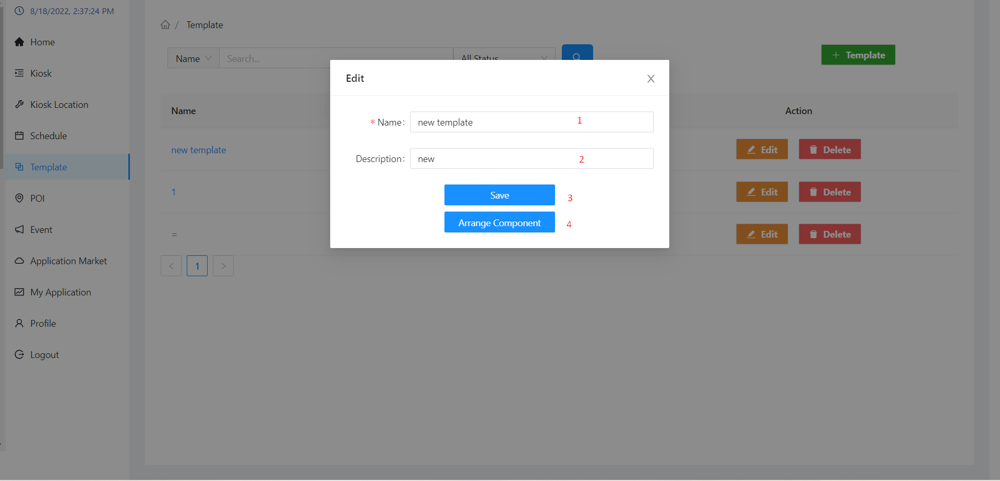 8/18/2022, 2:37:24 PM
Home
Kiosk
Kiosk Location
Schedule
Template
POI
Event
Application Market
My Application
Profile
Logout
/ Template
Name Search... All Status
+ Template
Name Action
new template Edit Delete
1 Edit Delete
= Edit Delete
< 1 >
Edit
* Name: new template 1
Description: new 2
Save 3
Arrange Component 4